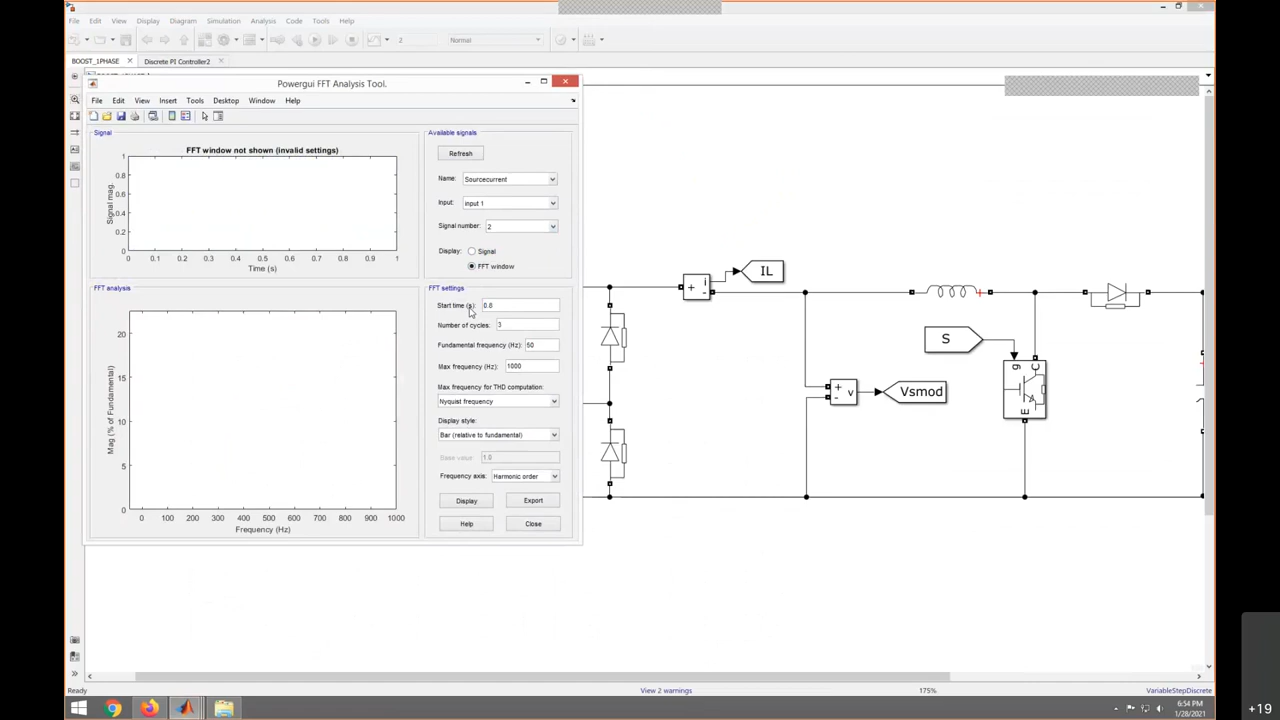 File Edit View Display Diagram Simulation Analysis Code Tools Help
2 Normal
BOOST_1PHASE Discrete PI Controller2
Powergui FFT Analysis Tool.
File Edit View Insert Tools Desktop Window Help
Signal
FFT window not shown (invalid settings)
1
0.8
0.6
0.4
0.2
0
Signal mag.
0 0.1 0.2 0.3 0.4 0.5 0.6 0.7 0.8 0.9 1
Time (s)
FFT analysis
20
15
10
5
0
Mag (% of Fundamental)
0 100 200 300 400 500 600 700 800 900 1000
Frequency (Hz)
Available signals
Refresh
Name: Sourcecurrent
Input: input 1
Signal number: 2
Display: Signal
FFT window
FFT settings
Start time (s): 0.8
Number of cycles: 3
Fundamental frequency (Hz): 50
Max frequency (Hz): 1000
Max frequency for THD computation:
Nyquist frequency
Display style:
Bar (relative to fundamental)
Base value: 1.0
Frequency axis: Harmonic order
Display Export
Help Close
+ i -
IL
S
g C
E
+ - v
Vsmod
Ready View 2 warnings 175% VariableStepDiscrete
6:54 PM
1/28/2021
+19